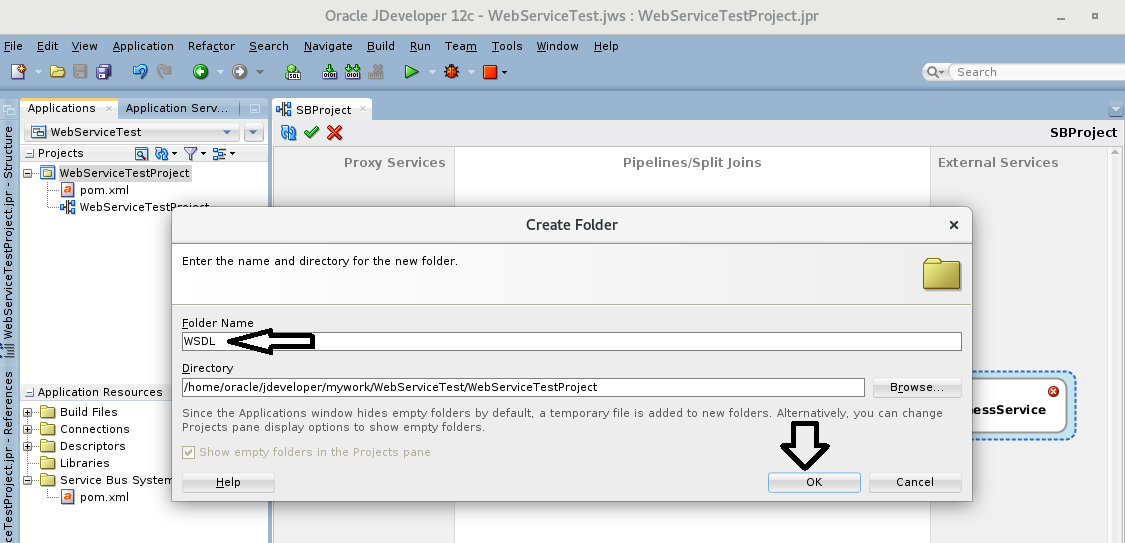 Oracle JDeveloper 12c - WebServiceTest.jws : WebServiceTestProject.jpr
File Edit View Application Refactor Search Navigate Build Run Team Tools Window Help
SQL
Search
Applications × Application Serv...
SBProject ×
WebServiceTest
SBProject
Projects
Proxy Services Pipelines/Split Joins External Services
WebServiceTestProject
pom.xml
WebServiceTestProject
WebServiceTestProject.jpr - Structure
Create Folder
Enter the name and directory for the new folder.
Folder Name
WSDL
Directory
/home/oracle/jdeveloper/mywork/WebServiceTest/WebServiceTestProject
Browse...
Since the Applications window hides empty folders by default, a temporary file is added to new folders. Alternatively, you can change
Projects pane display options to show empty folders.
Show empty folders in the Projects pane
Help OK Cancel
essService
Application Resources
Build Files
Connections
Descriptors
Libraries
Service Bus System
pom.xml
ceTestProject.jpr - References